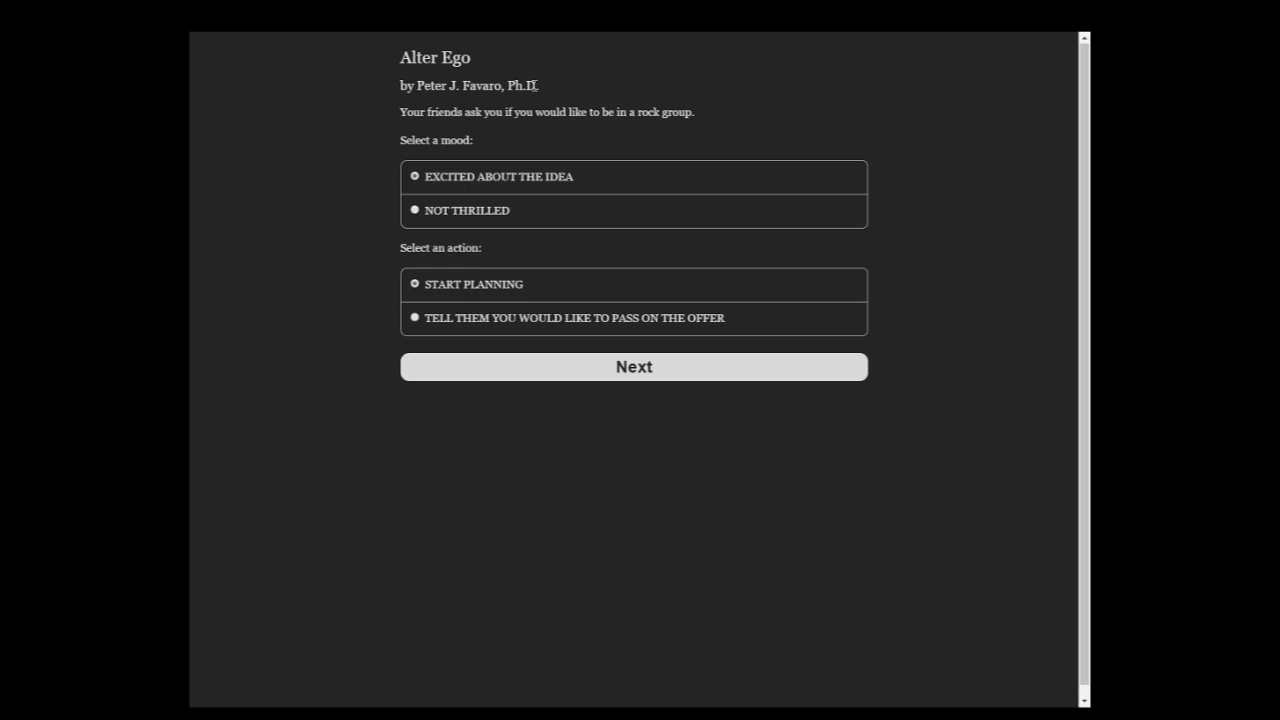 Alter Ego
by Peter J. Favaro, Ph.D.
Your friends ask you if you would like to be in a rock group.
Select a mood:
EXCITED ABOUT THE IDEA
NOT THRILLED
Select an action:
START PLANNING
TELL THEM YOU WOULD LIKE TO PASS ON THE OFFER
Next